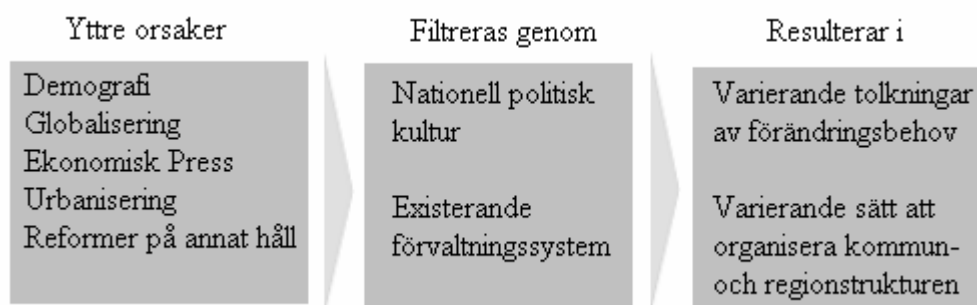 Yttre orsaker
Demografi
Globalisering
Ekonomisk Press
Urbanisering
Reformer på annat håll
Filtreras genom
Nationell politisk
kultur
Existerande
förvaltningssystem
Resulterar i
Varierande tolkningar
av förändringsbehov
Varierande sätt att
organisera kommun-
och regionstrukturen